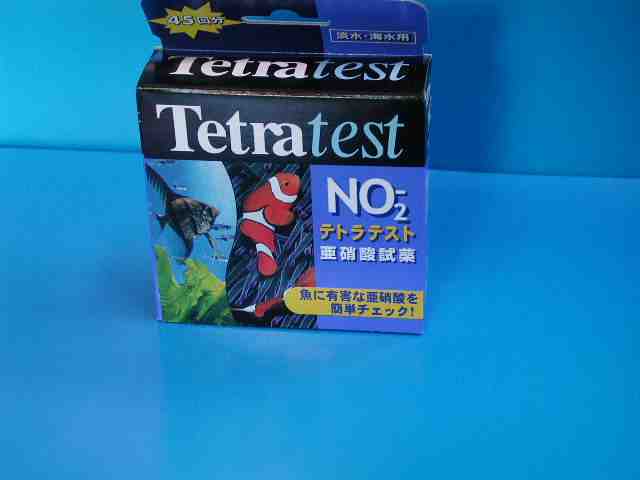 45回分
淡水・海水用
Tetratest
Tetratest
NO₂⁻
テトラテスト
亜硝酸試薬
魚に有害な亜硝酸を
簡単チェック!